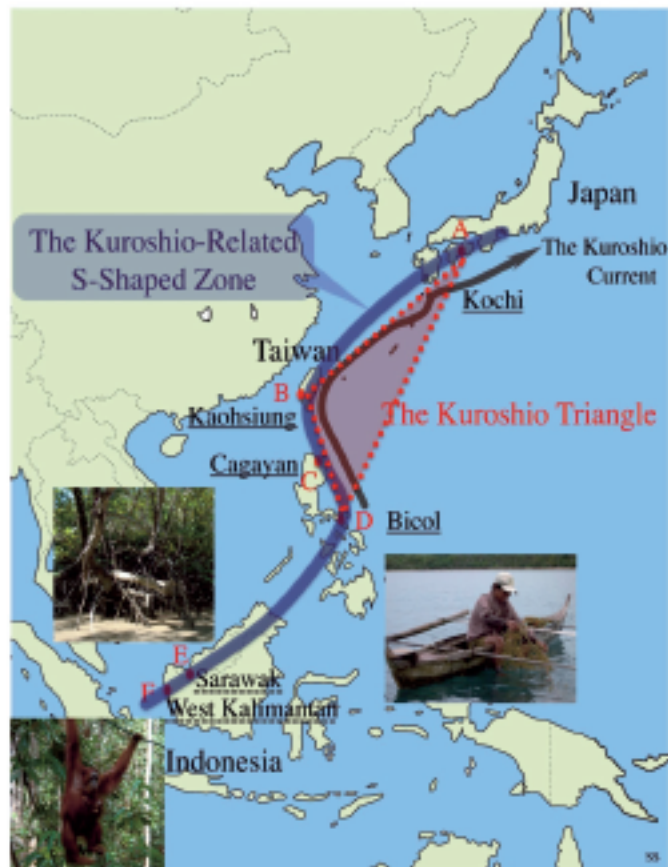 Japan
A
The Kuroshio-Related
S-Shaped Zone
The Kuroshio
Current
Kochi
Taiwan
B
Kaohsiung
The Kuroshio Triangle
Cagayan
C
D
Bicol
E
Sarawak
F
West Kalimantan
Indonesia